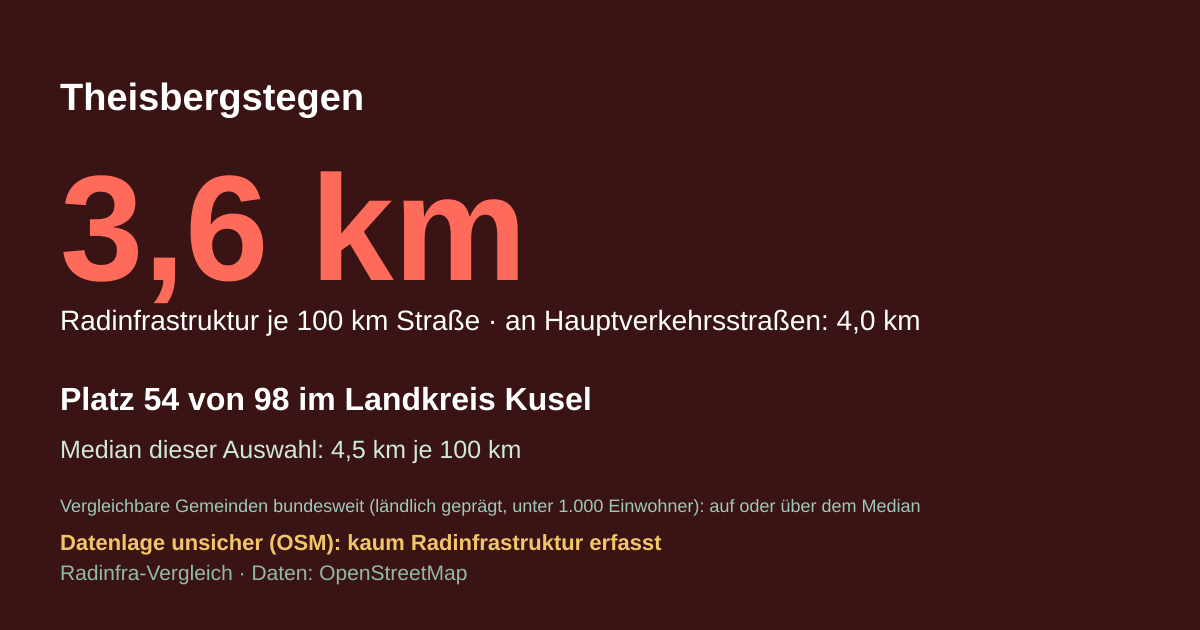 Theisbergstegen
3,6 km
Radinfrastruktur je 100 km Straße · an Hauptverkehrsstraßen: 4,0 km
Platz 54 von 98 im Landkreis Kusel
Median dieser Auswahl: 4,5 km je 100 km
Vergleichbare Gemeinden bundesweit (ländlich geprägt, unter 1.000 Einwohner): auf oder über dem Median
Datenlage unsicher (OSM): kaum Radinfrastruktur erfasst
Radinfra-Vergleich · Daten: OpenStreetMap